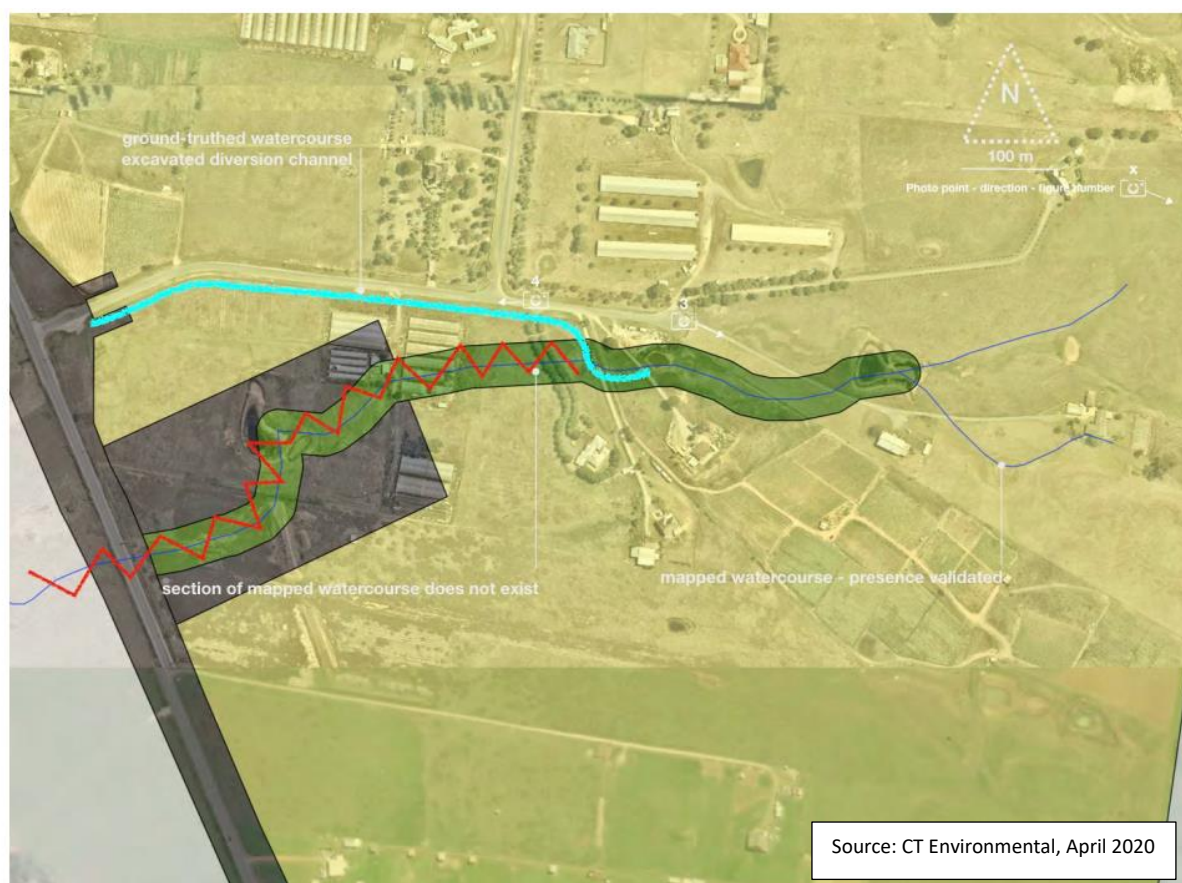 N
100 m
x
Photo point - direction - figure number
ground-truthed watercourse
excavated diversion channel
4
3
section of mapped watercourse does not exist
mapped watercourse - presence validated
Source: CT Environmental, April 2020